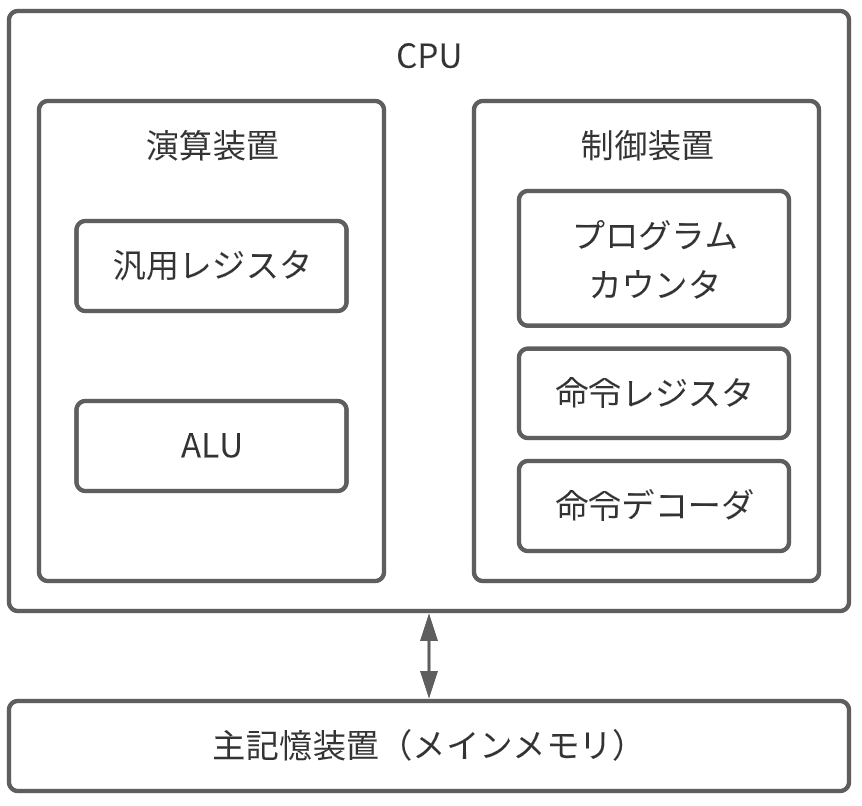 CPU
演算装置
汎用レジスタ
ALU
制御装置
プログラム
カウンタ
命令レジスタ
命令デコーダ
主記憶装置（メインメモリ）